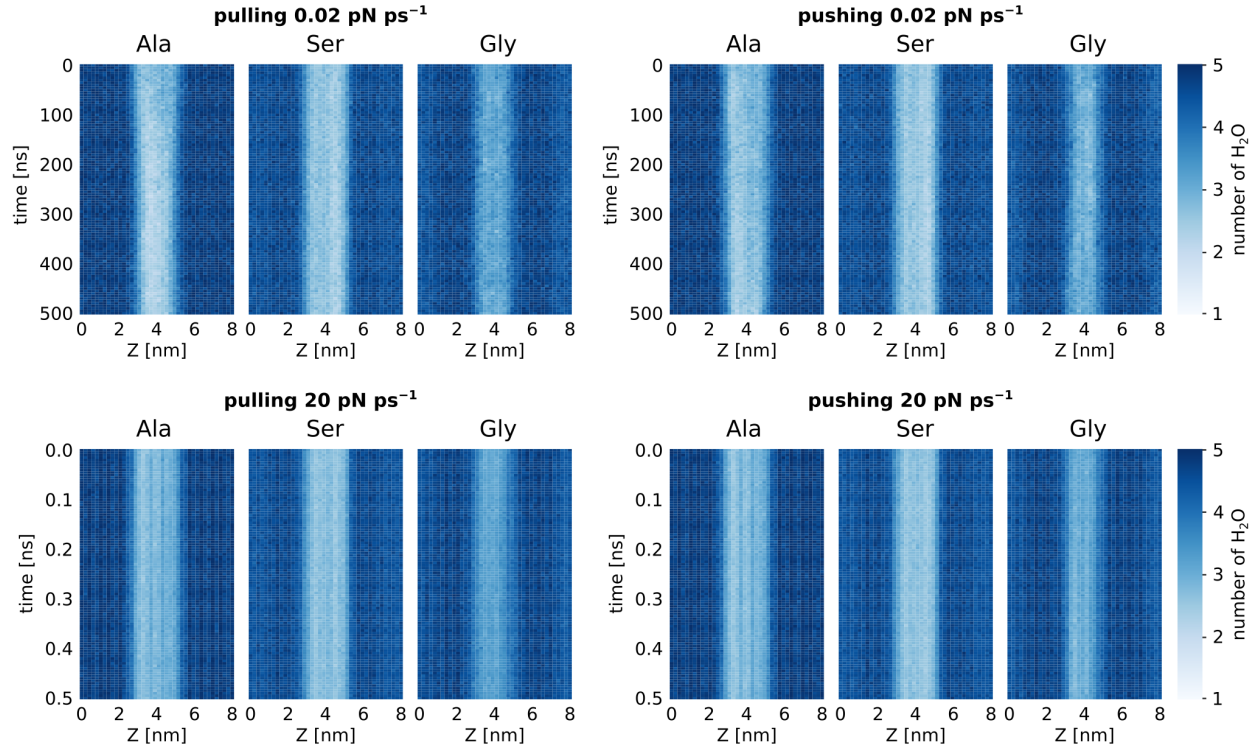 pulling 0.02 pN ps⁻¹
pushing 0.02 pN ps⁻¹
Ala Ser Gly
Ala Ser Gly
time [ns]
0
100
200
300
400
500
0 2 4 6 8
Z [nm]
0 2 4 6 8
Z [nm]
0 2 4 6 8
Z [nm]
time [ns]
0 2 4 6 8
Z [nm]
0 2 4 6 8
Z [nm]
0 2 4 6 8
Z [nm]
5
4
3
2
1
number of H₂O
pulling 20 pN ps⁻¹
pushing 20 pN ps⁻¹
Ala Ser Gly
Ala Ser Gly
time [ns]
0.0
0.1
0.2
0.3
0.4
0.5
0 2 4 6 8
Z [nm]
0 2 4 6 8
Z [nm]
0 2 4 6 8
Z [nm]
time [ns]
0 2 4 6 8
Z [nm]
0 2 4 6 8
Z [nm]
0 2 4 6 8
Z [nm]
5
4
3
2
1
number of H₂O